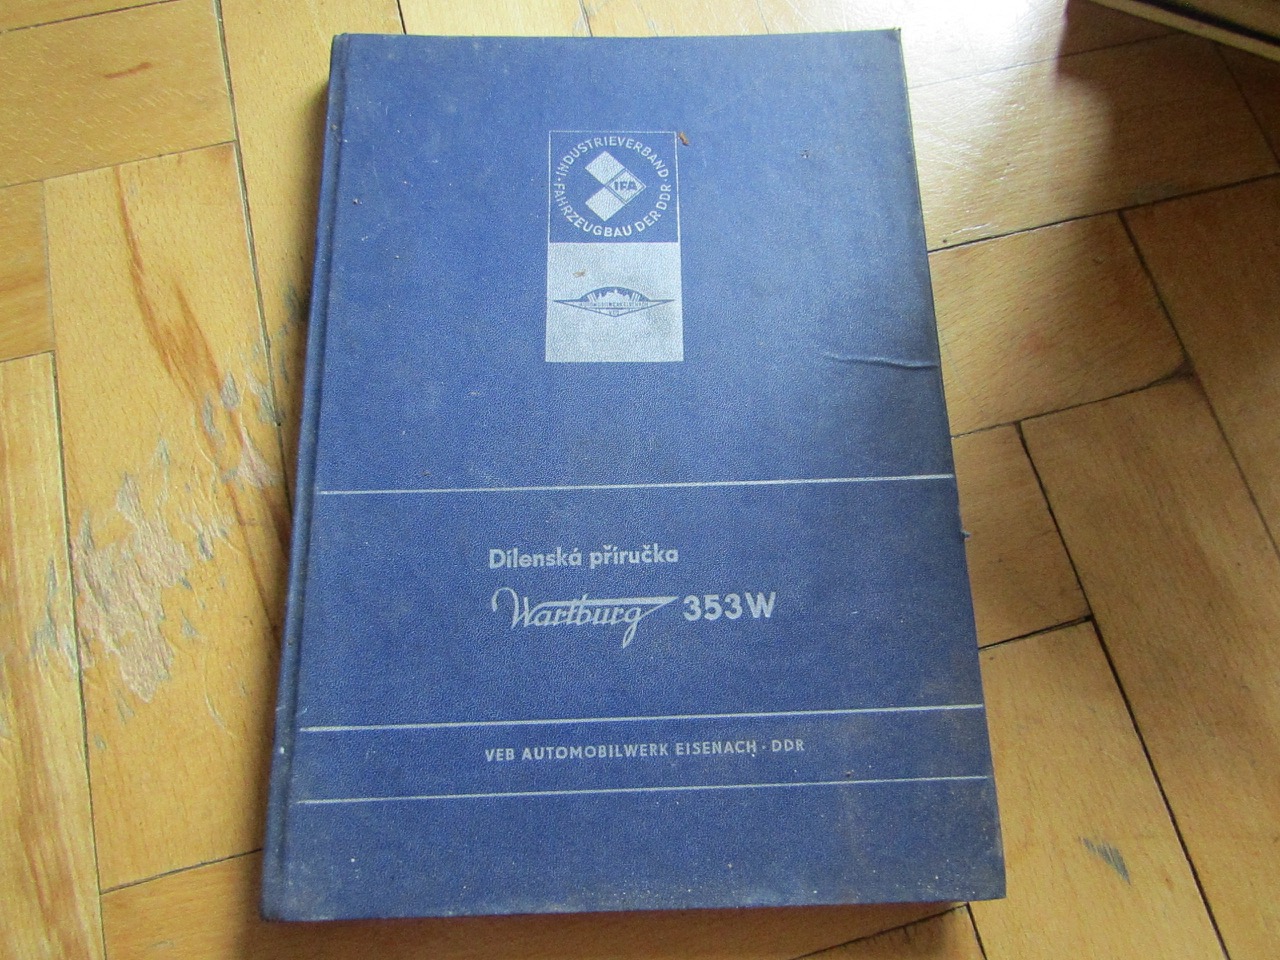 INDUSTRIEVERBAND
FAHRZEUGBAU DER DDR
IFA
Dílenská příručka
Wartburg 353W
VEB AUTOMOBILWERK EISENACH · DDR